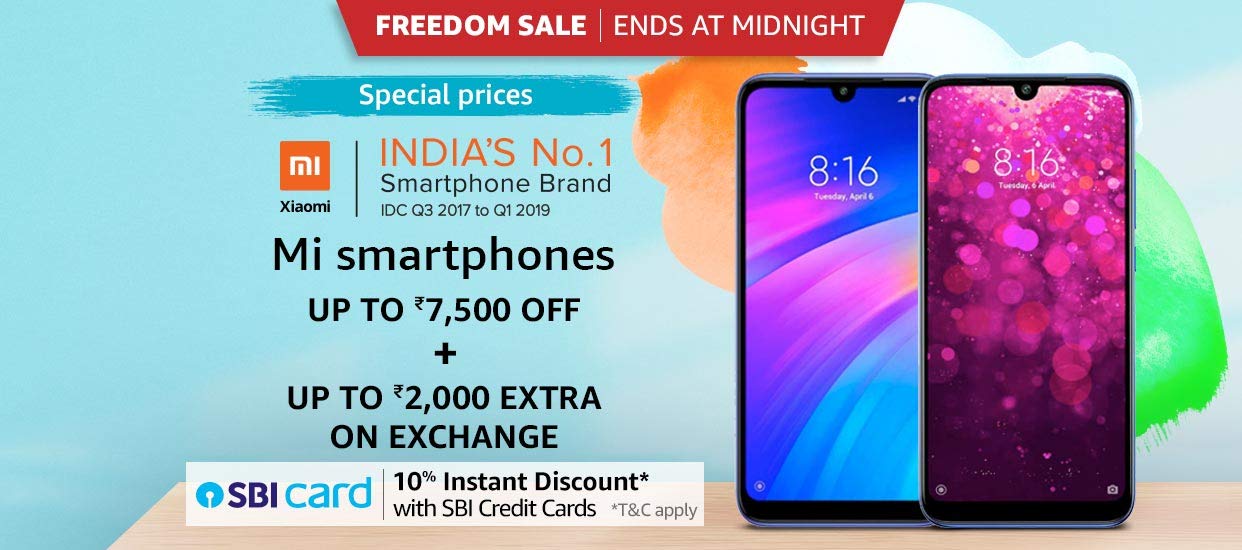 FREEDOM SALE | ENDS AT MIDNIGHT
Special prices
mi
Xiaomi
INDIA'S No.1
Smartphone Brand
IDC Q3 2017 to Q1 2019
Mi smartphones
UP TO ₹7,500 OFF
+
UP TO ₹2,000 EXTRA
ON EXCHANGE
SBI card
10% Instant Discount*
with SBI Credit Cards *T&C apply
8:16
Tuesday, April 6
8:16
Tuesday, 6 April